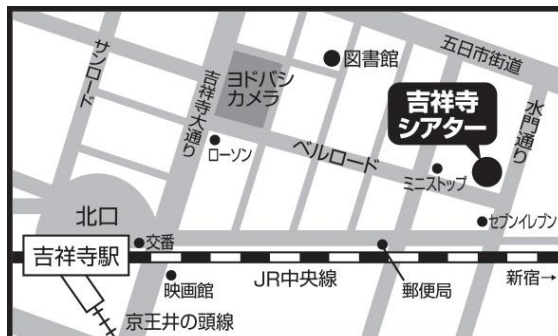 サンロード
吉祥寺大通り
ヨドバシ
カメラ
図書館
五日市街道
吉祥寺
シアター
水門通り
ローソン
ベルロード
ミニストップ
セブンイレブン
北口
交番
吉祥寺駅
映画館
JR中央線
郵便局
新宿→
京王井の頭線